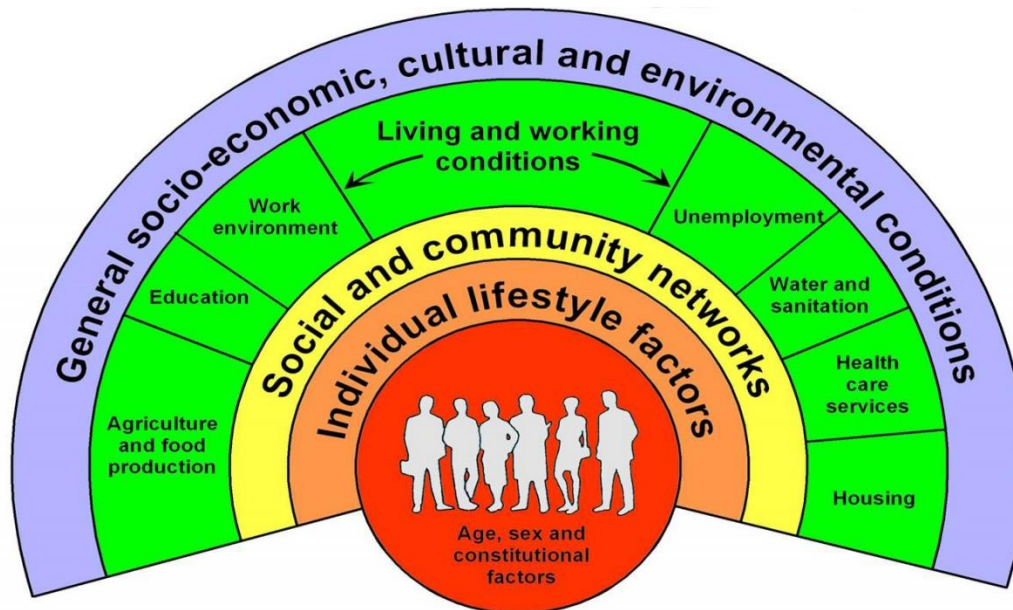 General socio-economic, cultural and environmental conditions
Living and working
conditions
Work
environment
Unemployment
Education
Water and
sanitation
Agriculture
and food
production
Health
care
services
Housing
Social and community networks
Individual lifestyle factors
Age, sex and
constitutional
factors